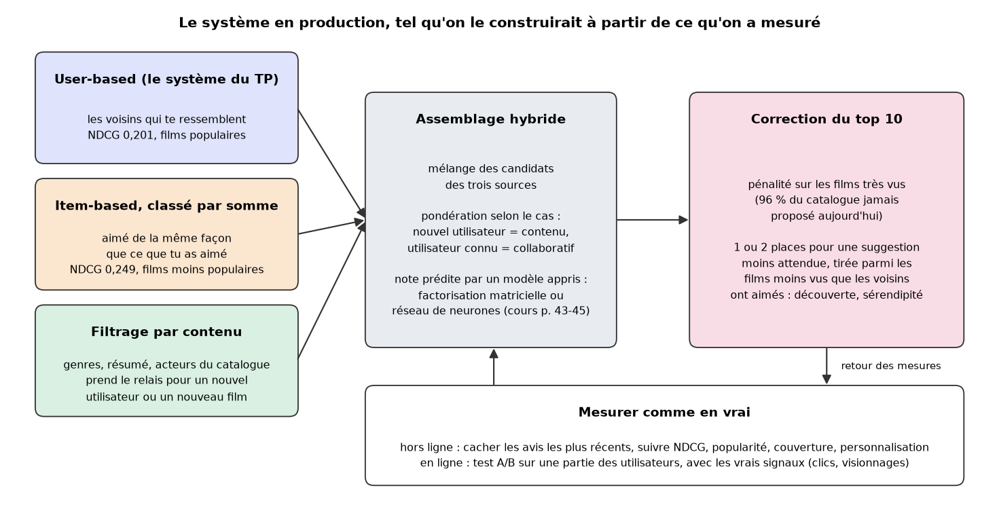 Le système en production, tel qu'on le construirait à partir de ce qu'on a mesuré
User-based (le système du TP)
les voisins qui te ressemblent
NDCG 0,201, films populaires
Item-based, classé par somme
aimé de la même façon
que ce que tu as aimé
NDCG 0,249, films moins populaires
Filtrage par contenu
genres, résumé, acteurs du catalogue
prend le relais pour un nouvel
utilisateur ou un nouveau film
Assemblage hybride
mélange des candidats
des trois sources
pondération selon le cas :
nouvel utilisateur = contenu,
utilisateur connu = collaboratif
note prédite par un modèle appris :
factorisation matricielle ou
réseau de neurones (cours p. 43-45)
Correction du top 10
pénalité sur les films très vus
(96 % du catalogue jamais
proposé aujourd'hui)
1 ou 2 places pour une suggestion
moins attendue, tirée parmi les
films moins vus que les voisins
ont aimés : découverte, sérendipité
retour des mesures
Mesurer comme en vrai
hors ligne : cacher les avis les plus récents, suivre NDCG, popularité, couverture, personnalisation
en ligne : test A/B sur une partie des utilisateurs, avec les vrais signaux (clics, visionnages)